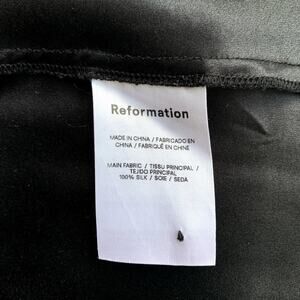 Reformation
MADE IN CHINA / FABRICADO EN
CHINA / FABRIQUÉ EN CHINE
MAIN FABRIC / TISSU PRINCIPAL /
TEJIDO PRINCIPAL
100% SILK / SOIE / SEDA